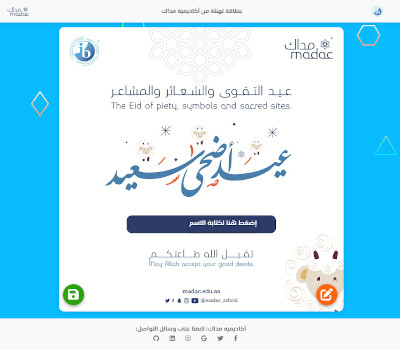 بطاقة تهنئة من أكاديمية مداك
مداك
madac
مداك
madac
عيد التقوى والشعائر والمشاعر
The Eid of piety, symbols and sacred sites.
عيد أضحى سعيد
إضغط هنا لكتابة الاسم
تقبل الله طاعتكم
May Allah accept your good deeds.
madac.edu.sa
@madac_school
أكاديمية مداك: تابعنا على وسائل التواصل: